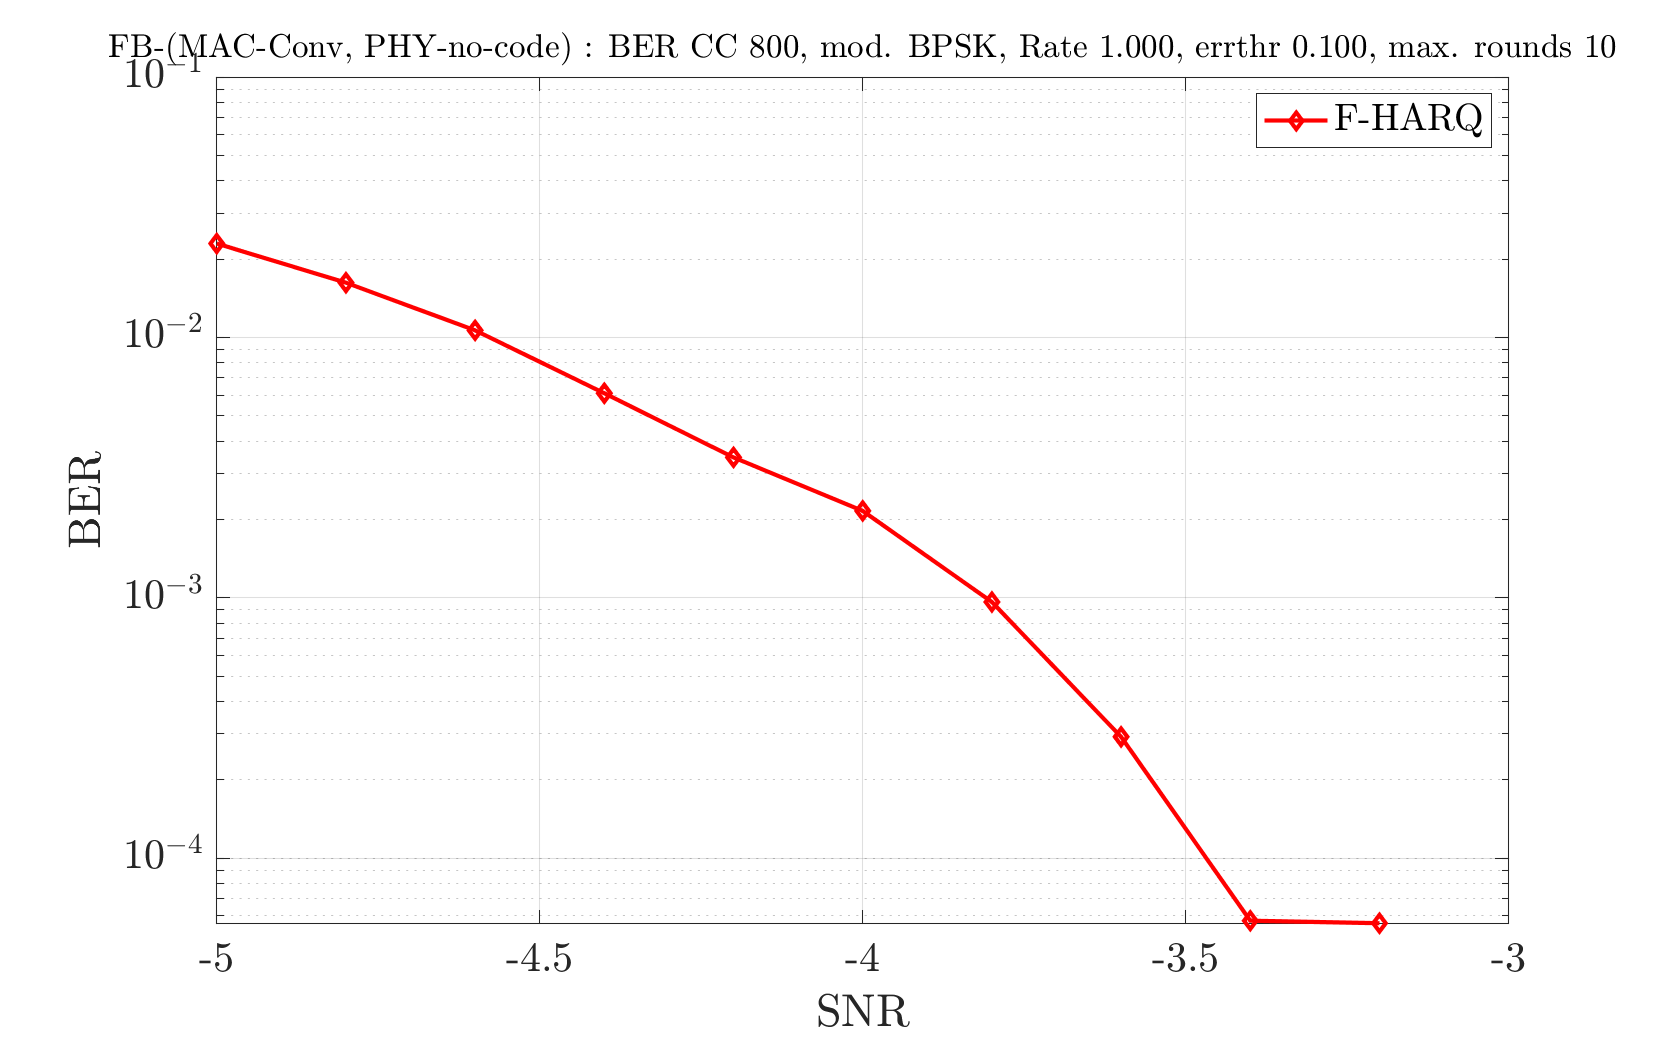 FB-(MAC-Conv, PHY-no-code) : BER CC 800, mod. BPSK, Rate 1.000, errthr 0.100, max. rounds 10
10⁻¹
F-HARQ
10⁻²
BER
10⁻³
10⁻⁴
-5 -4.5 -4 -3.5 -3
SNR